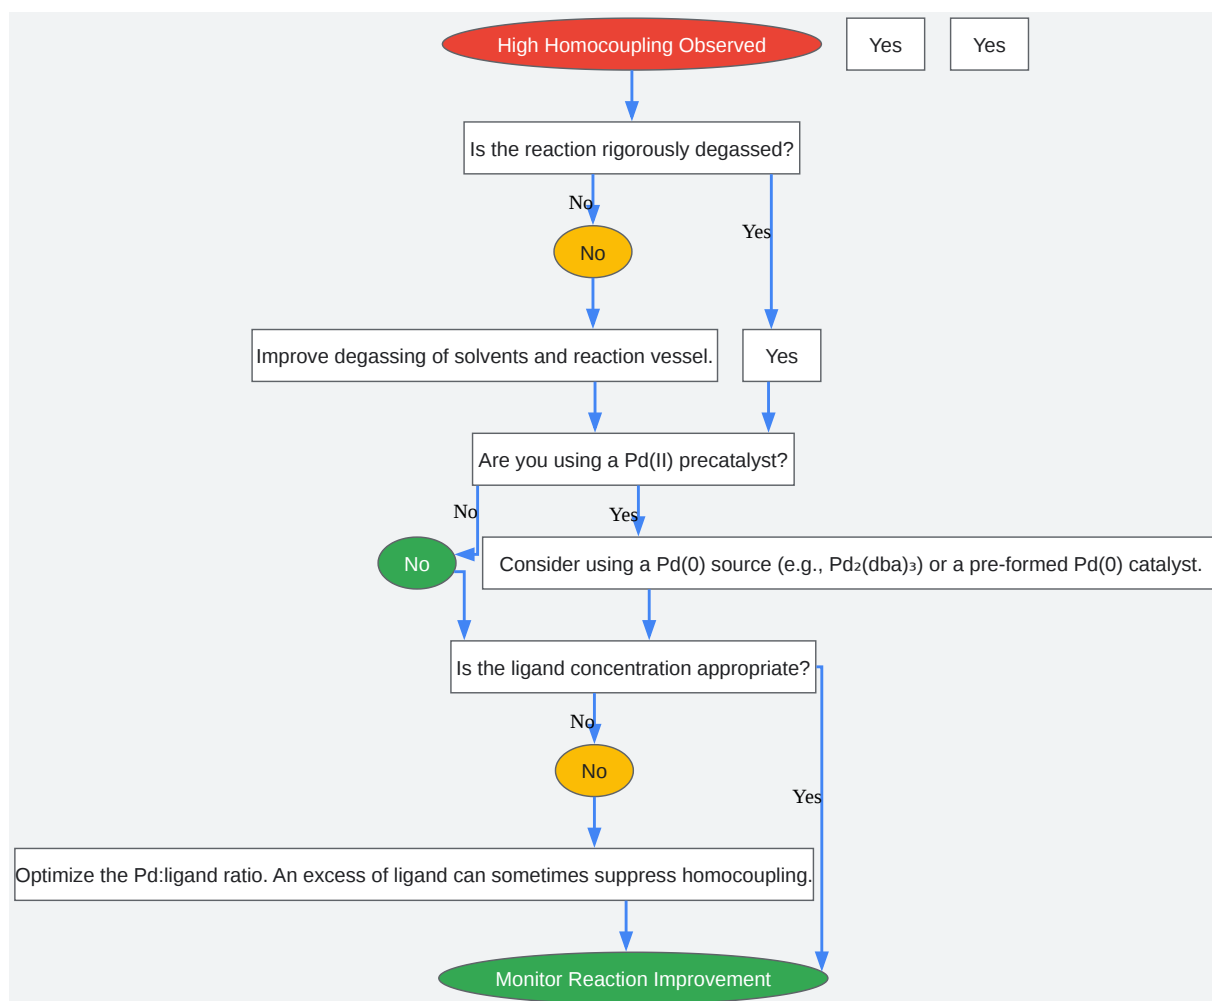 High Homocoupling Observed
Yes
Yes
Is the reaction rigorously degassed?
No
Yes
No
Improve degassing of solvents and reaction vessel.
Yes
Are you using a Pd(II) precatalyst?
No
Yes
No
Consider using a Pd(0) source (e.g., Pd₂(dba)₃) or a pre-formed Pd(0) catalyst.
Is the ligand concentration appropriate?
No
No
Yes
Optimize the Pd:ligand ratio. An excess of ligand can sometimes suppress homocoupling.
Monitor Reaction Improvement